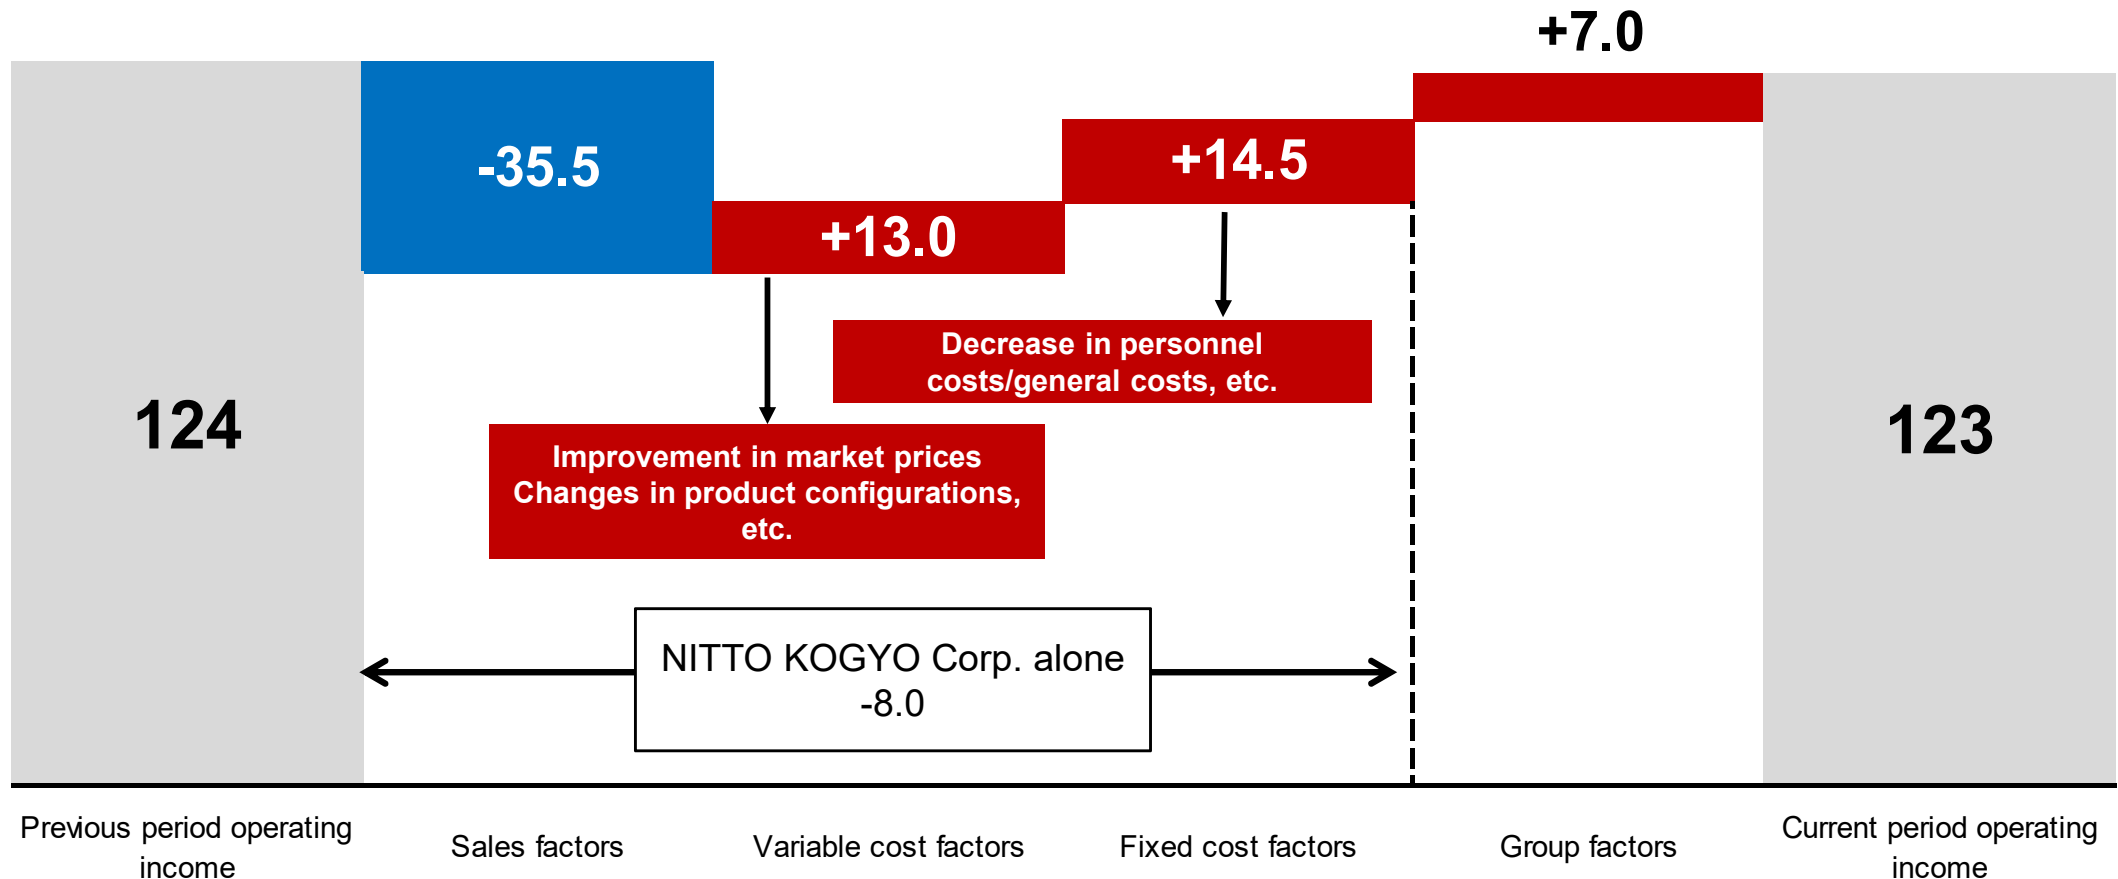 +7.0
-35.5
+14.5
+13.0
Decrease in personnel
costs/general costs, etc.
124
123
Improvement in market prices
Changes in product configurations,
etc.
NITTO KOGYO Corp. alone
-8.0
Previous period operating
income
Sales factors
Variable cost factors
Fixed cost factors
Group factors
Current period operating
income